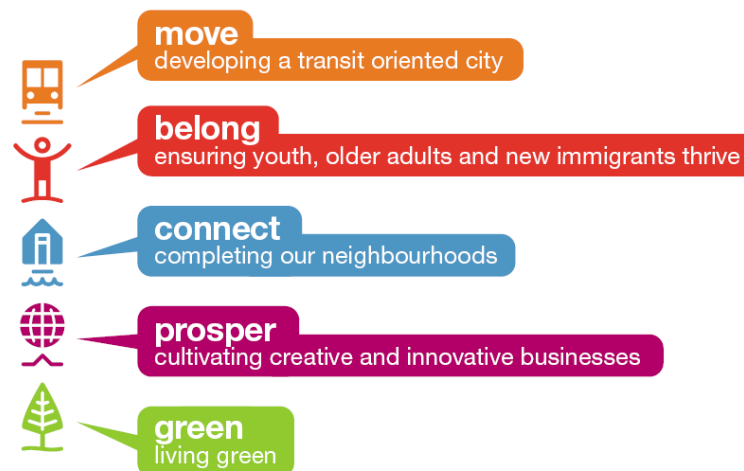 move
developing a transit oriented city
belong
ensuring youth, older adults and new immigrants thrive
connect
completing our neighbourhoods
prosper
cultivating creative and innovative businesses
green
living green